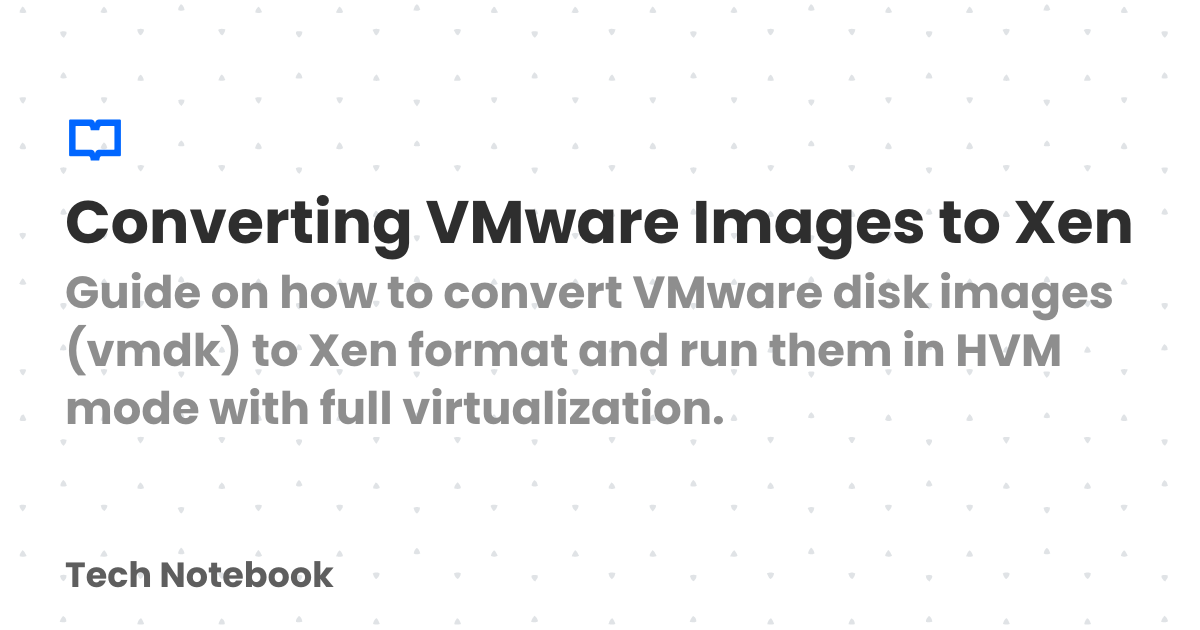 Converting VMware Images to Xen
Guide on how to convert VMware disk images
(vmdk) to Xen format and run them in HVM
mode with full virtualization.
Tech Notebook